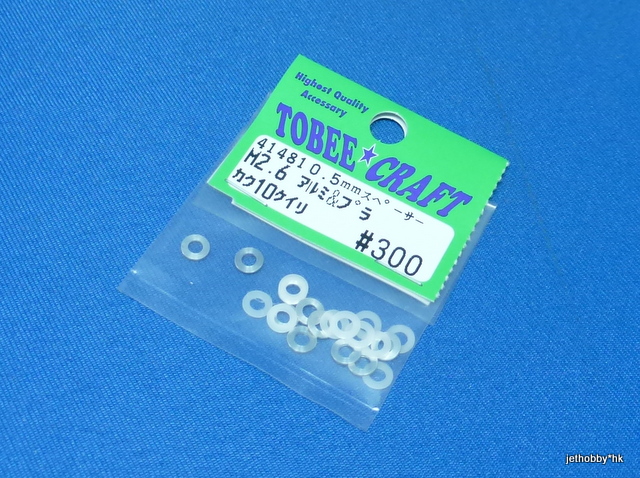 Highest Quality
Accessary
TOBEE★CRAFT
41481 0.5mmスペーサー
M2.6 アルミ&プラ
カク10ケイリ
#300
jethobby*hk